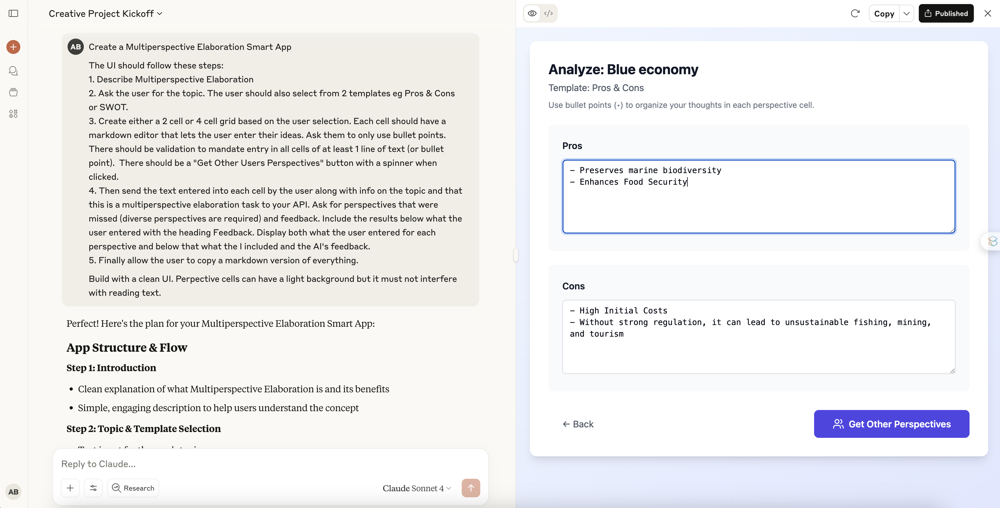 Creative Project Kickoff
AB
Create a Multiperspective Elaboration Smart App
The UI should follow these steps:
1. Describe Multiperspective Elaboration
2. Ask the user for the topic. The user should also select from 2 templates eg Pros & Cons
or SWOT.
3. Create either a 2 cell or 4 cell grid based on the user selection. Each cell should have a
markdown editor that lets the user enter their ideas. Ask them to only use bullet points.
There should be validation to mandate entry in all cells of at least 1 line of text (or bullet
point).  There should be a "Get Other Users Perspectives" button with a spinner when
clicked.
4. Then send the text entered into each cell by the user along with info on the topic and that
this is a multiperspective elaboration task to your API. Ask for perspectives that were
missed (diverse perspectives are required) and feedback. Include the results below what the
user entered with the heading Feedback. Display both what the user entered for each
perspective and below that what the I included and the AI's feedback.
5. Finally allow the user to copy a markdown version of everything.
Build with a clean UI. Perpective cells can have a light background but it must not interfere
with reading text.
Perfect! Here's the plan for your Multiperspective Elaboration Smart App:
App Structure & Flow
Step 1: Introduction
• Clean explanation of what Multiperspective Elaboration is and its benefits
• Simple, engaging description to help users understand the concept
Step 2: Topic & Template Selection
Reply to Claude...
Research
Claude Sonnet 4
AB
Copy
Published
Analyze: Blue economy
Template: Pros & Cons
Use bullet points (•) to organize your thoughts in each perspective cell.
Pros
– Preserves marine biodiversity
– Enhances Food Security
Cons
– High Initial Costs
– Without strong regulation, it can lead to unsustainable fishing, mining,
and tourism
← Back
Get Other Perspectives